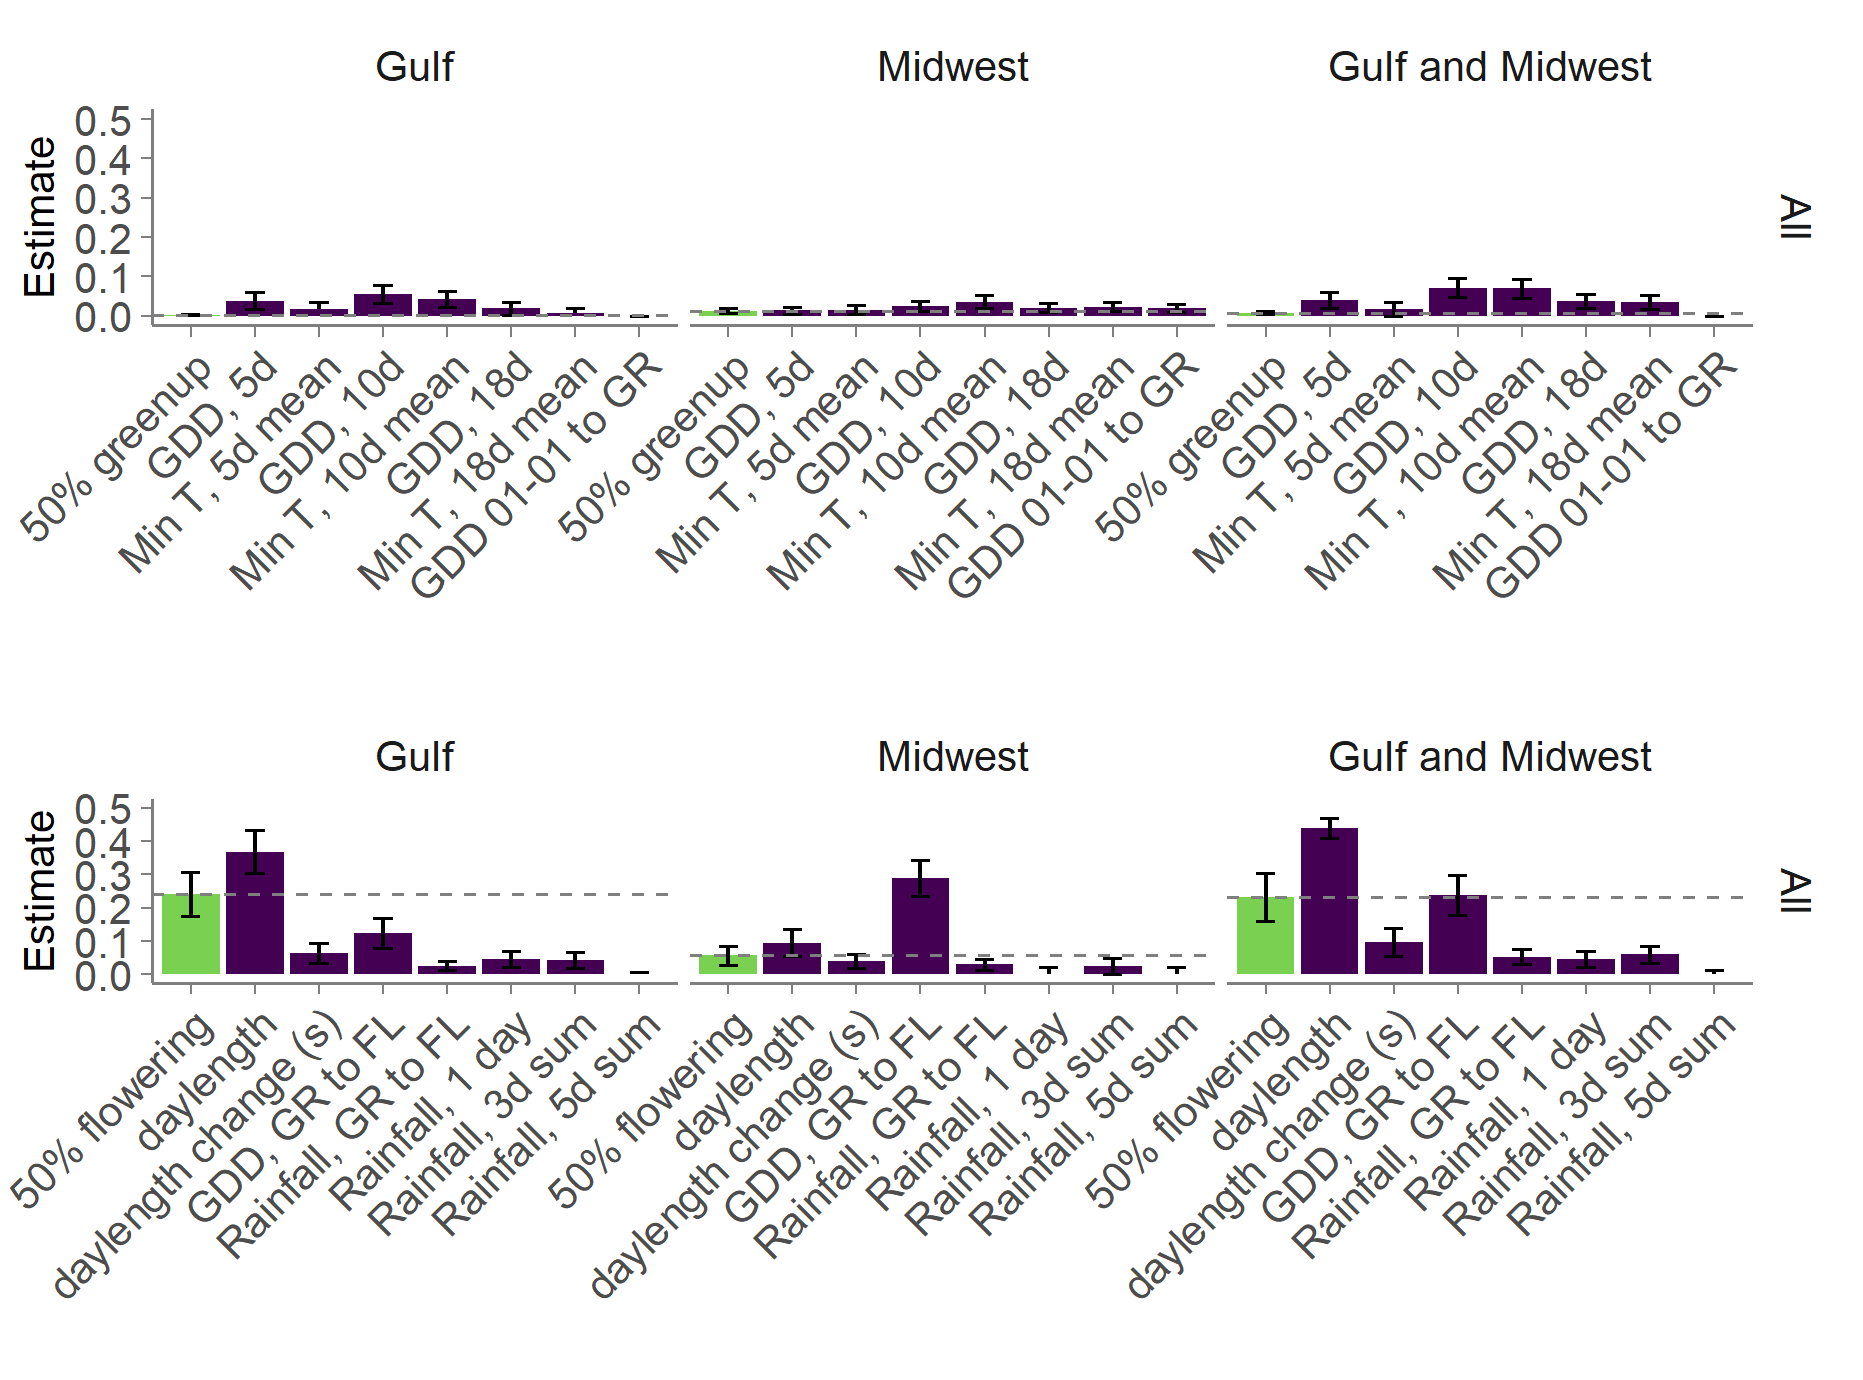 Gulf
Midwest
Gulf and Midwest
Estimate
0.5
0.4
0.3
0.2
0.1
0.0
All
50% greenup
GDD, 5d
Min T, 5d mean
GDD, 10d
Min T, 10d mean
GDD, 18d
Min T, 18d mean
GDD 01-01 to GR
50% greenup
GDD, 5d
Min T, 5d mean
GDD, 10d
Min T, 10d mean
GDD, 18d
Min T, 18d mean
GDD 01-01 to GR
50% greenup
GDD, 5d
Min T, 5d mean
GDD, 10d
Min T, 10d mean
GDD, 18d
Min T, 18d mean
GDD 01-01 to GR
Gulf
Midwest
Gulf and Midwest
Estimate
0.5
0.4
0.3
0.2
0.1
0.0
All
50% flowering
daylength
daylength change (s)
GDD, GR to FL
Rainfall, GR to FL
Rainfall, 1 day
Rainfall, 3d sum
Rainfall, 5d sum
50% flowering
daylength
daylength change (s)
GDD, GR to FL
Rainfall, GR to FL
Rainfall, 1 day
Rainfall, 3d sum
Rainfall, 5d sum
50% flowering
daylength
daylength change (s)
GDD, GR to FL
Rainfall, GR to FL
Rainfall, 1 day
Rainfall, 3d sum
Rainfall, 5d sum